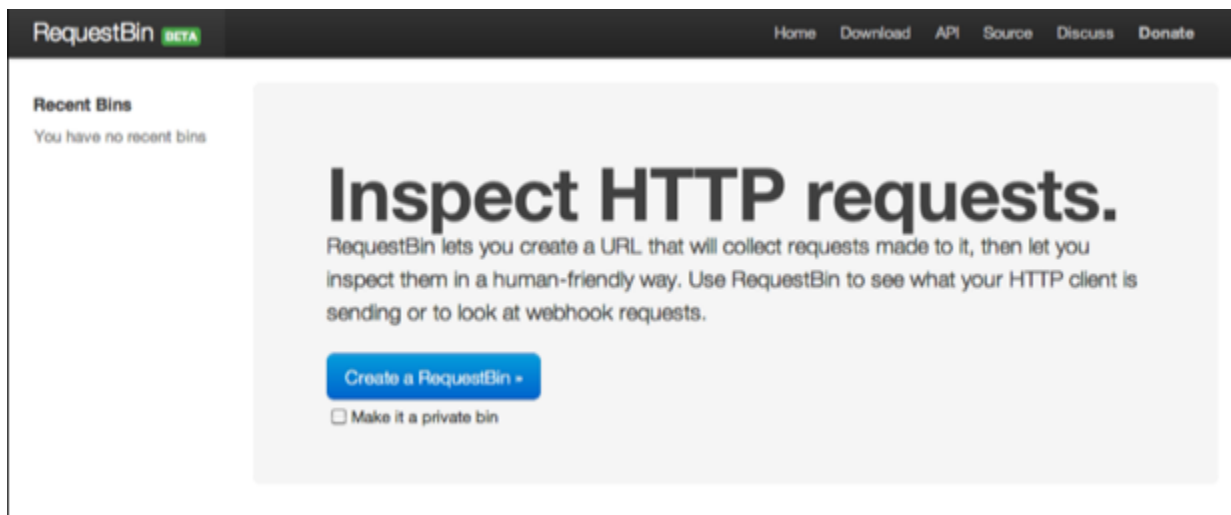 RequestBin BETA
Home Download API Source Discuss Donate
Recent Bins
You have no recent bins
Inspect HTTP requests.
RequestBin lets you create a URL that will collect requests made to it, then let you
inspect them in a human-friendly way. Use RequestBin to see what your HTTP client is
sending or to look at webhook requests.
Create a RequestBin »
Make it a private bin